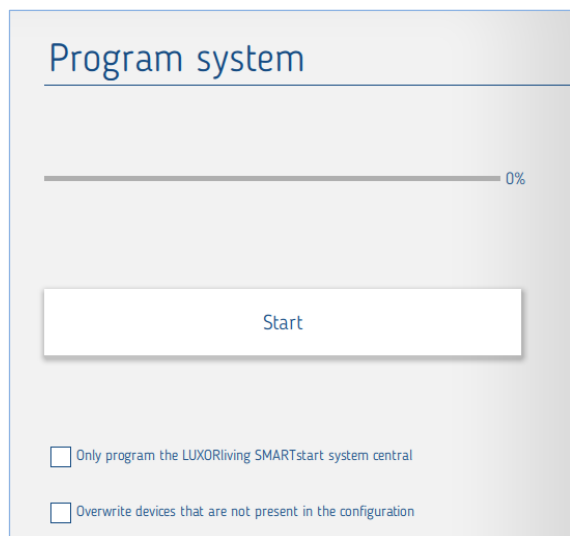 Program system
0%
Start
Only program the LUXORliving SMARTstart system central
Overwrite devices that are not present in the configuration